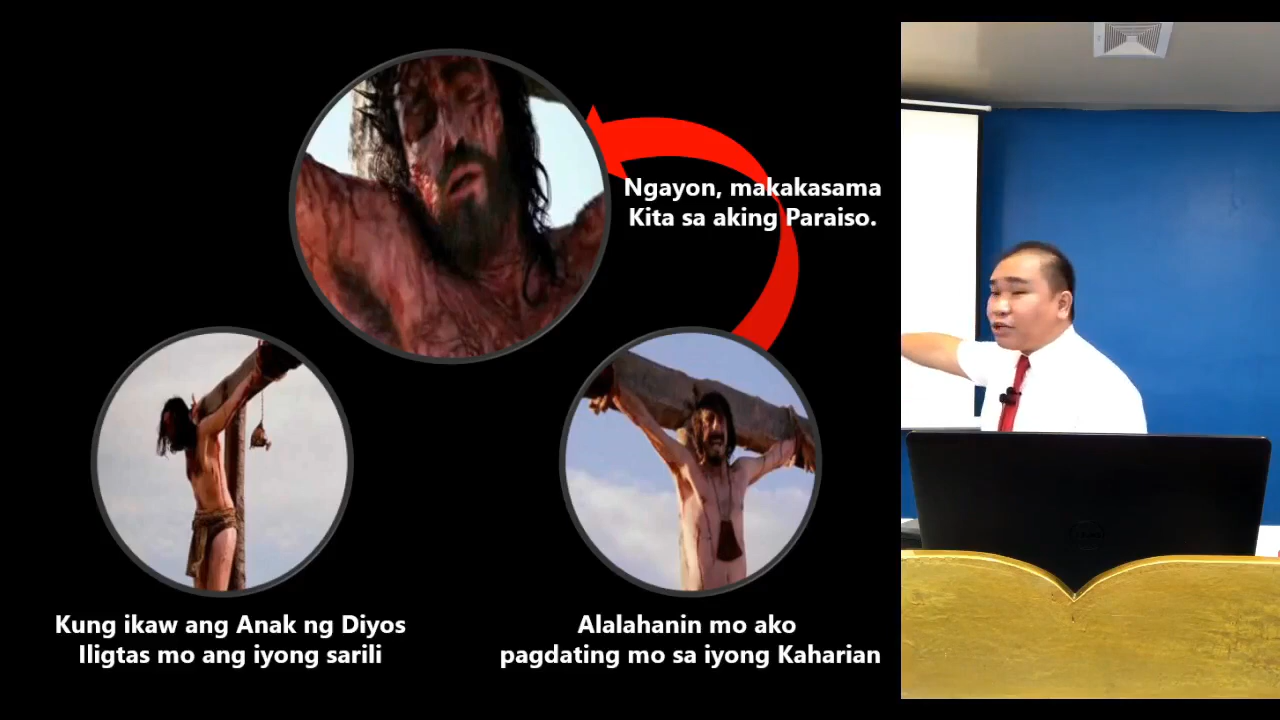 Ngayon, makakasama
Kita sa aking Paraiso.
Kung ikaw ang Anak ng Diyos
Iligtas mo ang iyong sarili
Alalahanin mo ako
pagdating mo sa iyong Kaharian